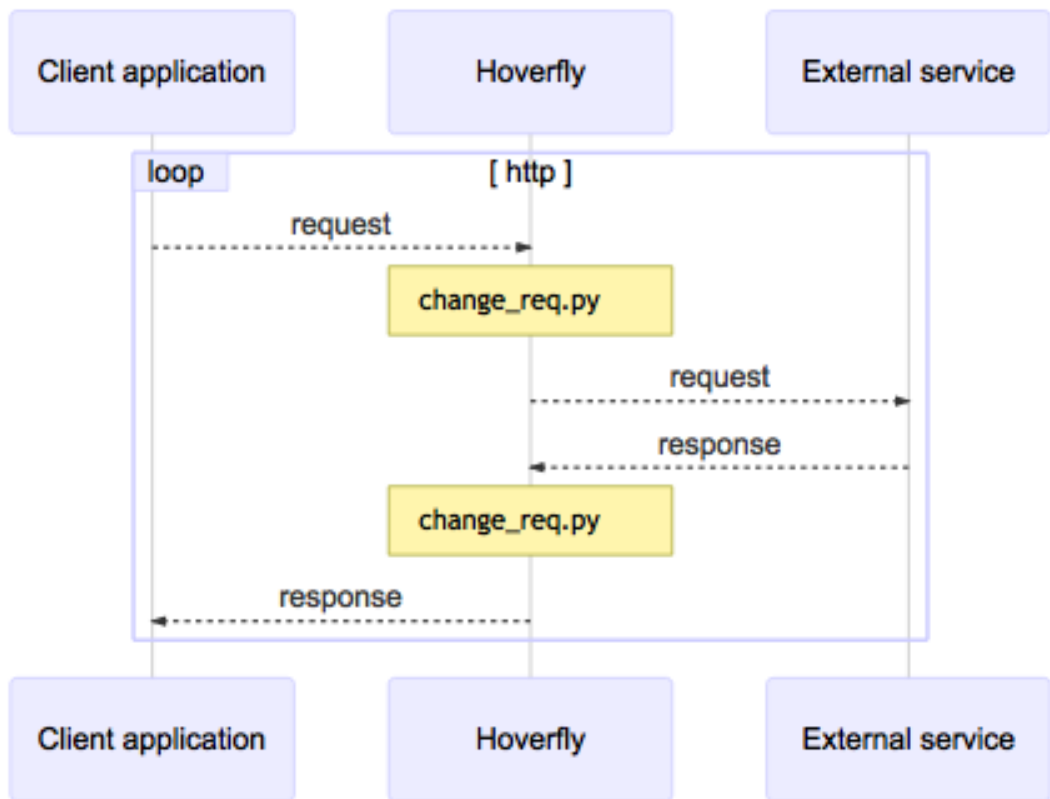 Client application
Hoverfly
External service
loop
[ http ]
request
change_req.py
request
response
change_req.py
response
Client application
Hoverfly
External service